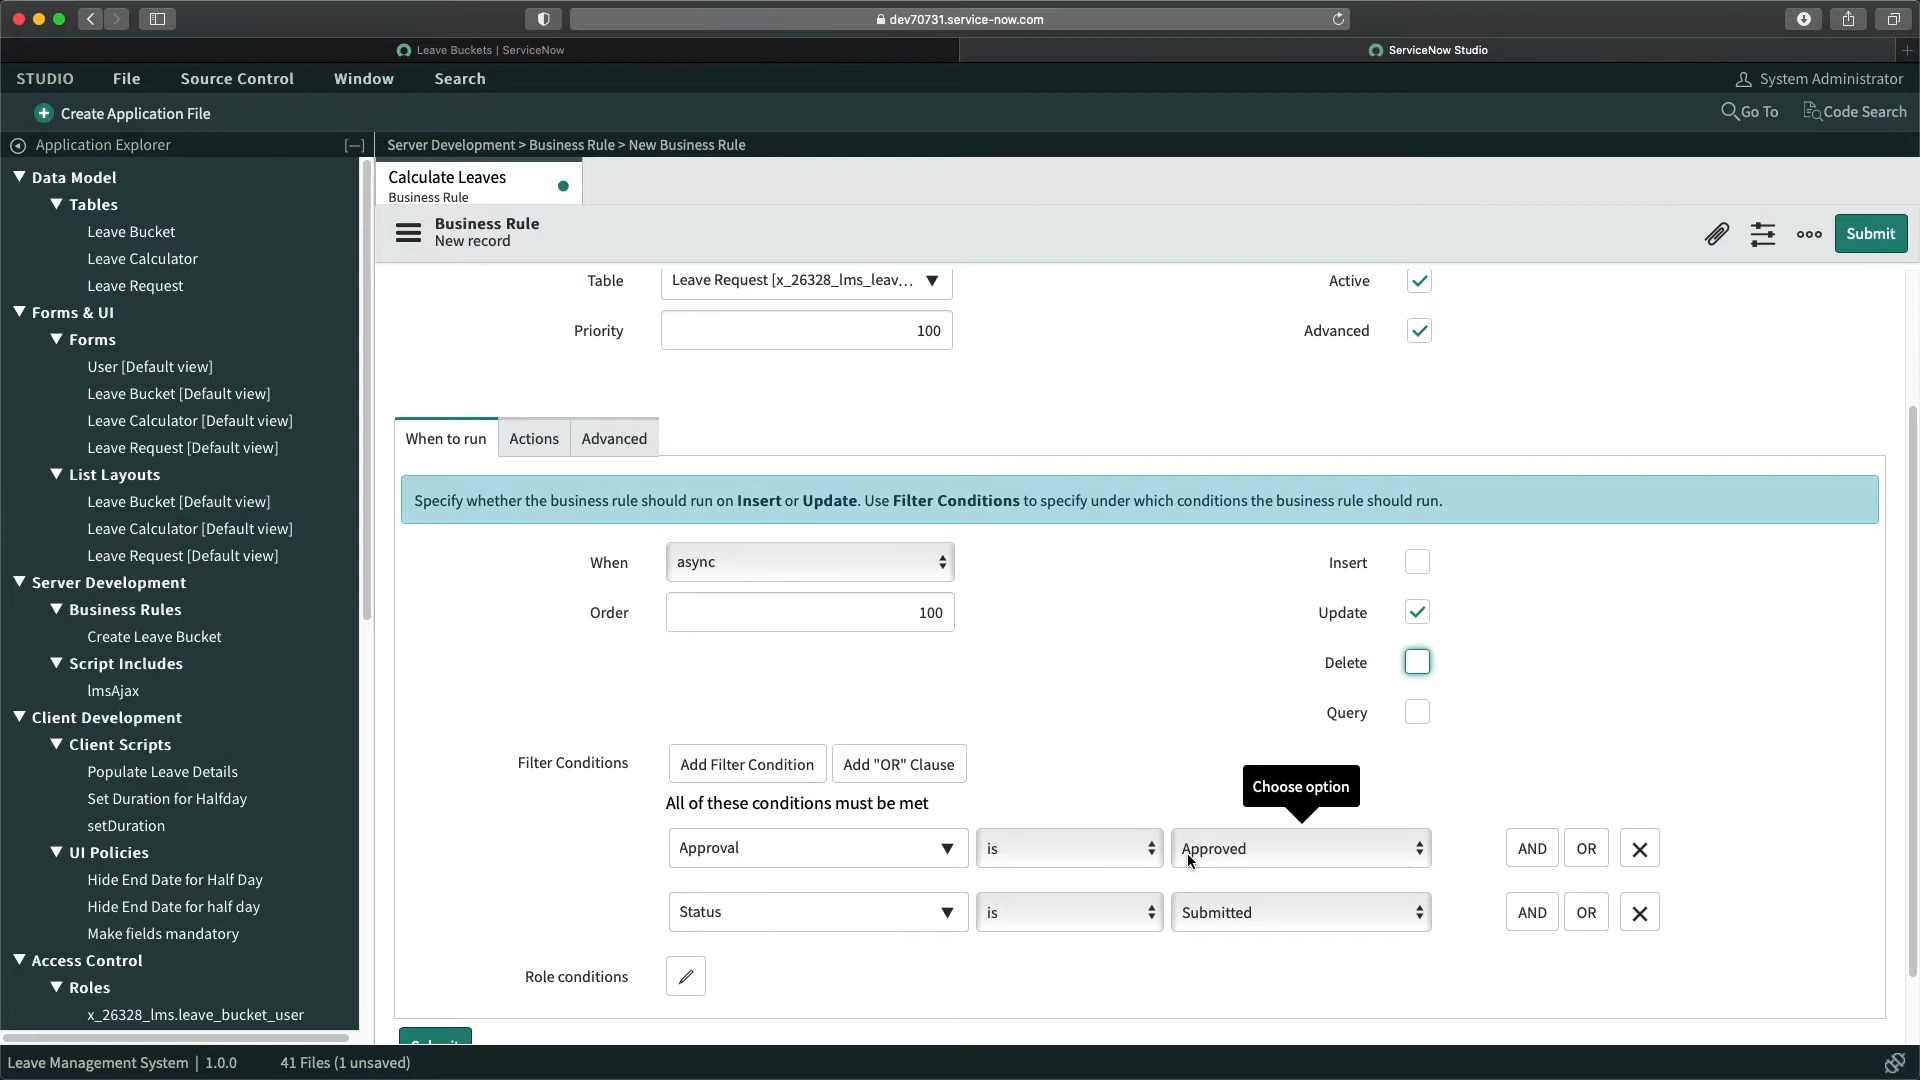 dev70731.service-now.com
Leave Buckets | ServiceNow
ServiceNow Studio
STUDIO File Source Control Window Search
System Administrator
Create Application File
Go To Code Search
Application Explorer
[—]
Server Development > Business Rule > New Business Rule
Data Model
Tables
Leave Bucket
Leave Calculator
Leave Request
Forms & UI
Forms
User [Default view]
Leave Bucket [Default view]
Leave Calculator [Default view]
Leave Request [Default view]
List Layouts
Leave Bucket [Default view]
Leave Calculator [Default view]
Leave Request [Default view]
Server Development
Business Rules
Create Leave Bucket
Script Includes
lmsAjax
Client Development
Client Scripts
Populate Leave Details
Set Duration for Halfday
setDuration
UI Policies
Hide End Date for Half Day
Hide End Date for half day
Make fields mandatory
Access Control
Roles
x_26328_lms.leave_bucket_user
Calculate Leaves
Business Rule
Business Rule
New record
Submit
Table Leave Request [x_26328_lms_leav... Active
Priority 100 Advanced
When to run Actions Advanced
Specify whether the business rule should run on Insert or Update. Use Filter Conditions to specify under which conditions the business rule should run.
When async Insert
Order 100 Update
Delete
Query
Filter Conditions Add Filter Condition Add "OR" Clause
Choose option
All of these conditions must be met
Approval is Approved AND OR
Status is Submitted AND OR
Role conditions
Submit
Leave Management System | 1.0.0 41 Files (1 unsaved)